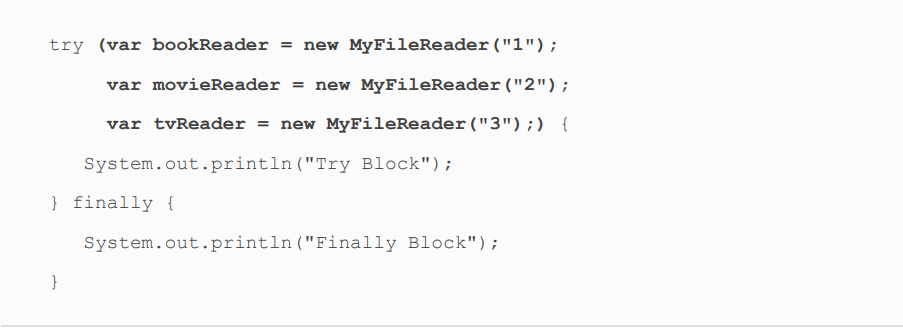 try (var bookReader = new MyFileReader("1");
var movieReader = new MyFileReader("2");
var tvReader = new MyFileReader("3");) {
System.out.println("Try Block");
} finally {
System.out.println("Finally Block");
}